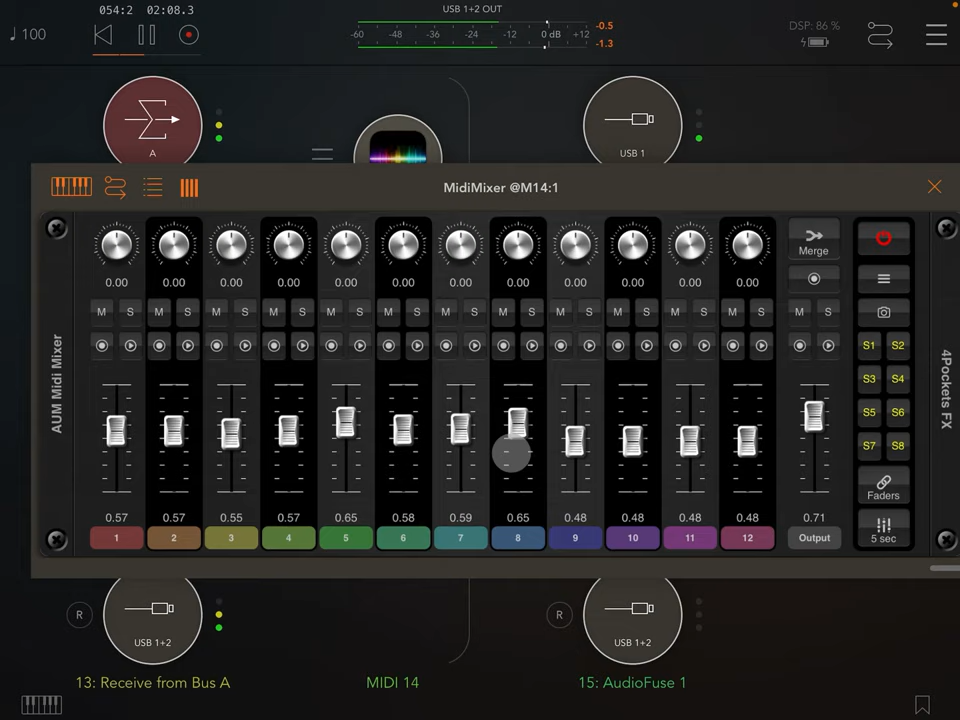 054:2 02:08.3
♩ 100
USB 1+2 OUT
-60 -48 -36 -24 -12 0 dB +12
-0.5
-1.3
DSP: 86 %
A
USB 1
MidiMixer @M14:1
AUM Midi Mixer
0.00 0.00 0.00 0.00 0.00 0.00 0.00 0.00 0.00 0.00 0.00 0.00
Merge
M S M S M S M S M S M S M S M S M S M S M S M S M S
S1 S2
S3 S4
S5 S6
S7 S8
Faders
5 sec
0.57 0.57 0.55 0.57 0.65 0.58 0.59 0.65 0.48 0.48 0.48 0.48 0.71
1 2 3 4 5 6 7 8 9 10 11 12 Output
4Pockets FX
R USB 1+2
R USB 1+2
13: Receive from Bus A
MIDI 14
15: AudioFuse 1